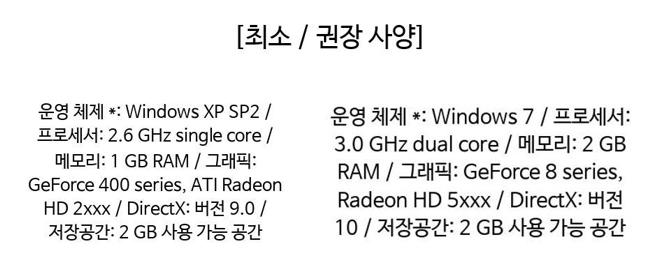 [최소 / 권장 사양]
운영 체제 *: Windows XP SP2 /
프로세서: 2.6 GHz single core /
메모리: 1 GB RAM / 그래픽:
GeForce 400 series, ATI Radeon
HD 2xxx / DirectX: 버전 9.0 /
저장공간: 2 GB 사용 가능 공간
운영 체제 *: Windows 7 / 프로세서:
3.0 GHz dual core / 메모리: 2 GB
RAM / 그래픽: GeForce 8 series,
Radeon HD 5xxx / DirectX: 버전
10 / 저장공간: 2 GB 사용 가능 공간